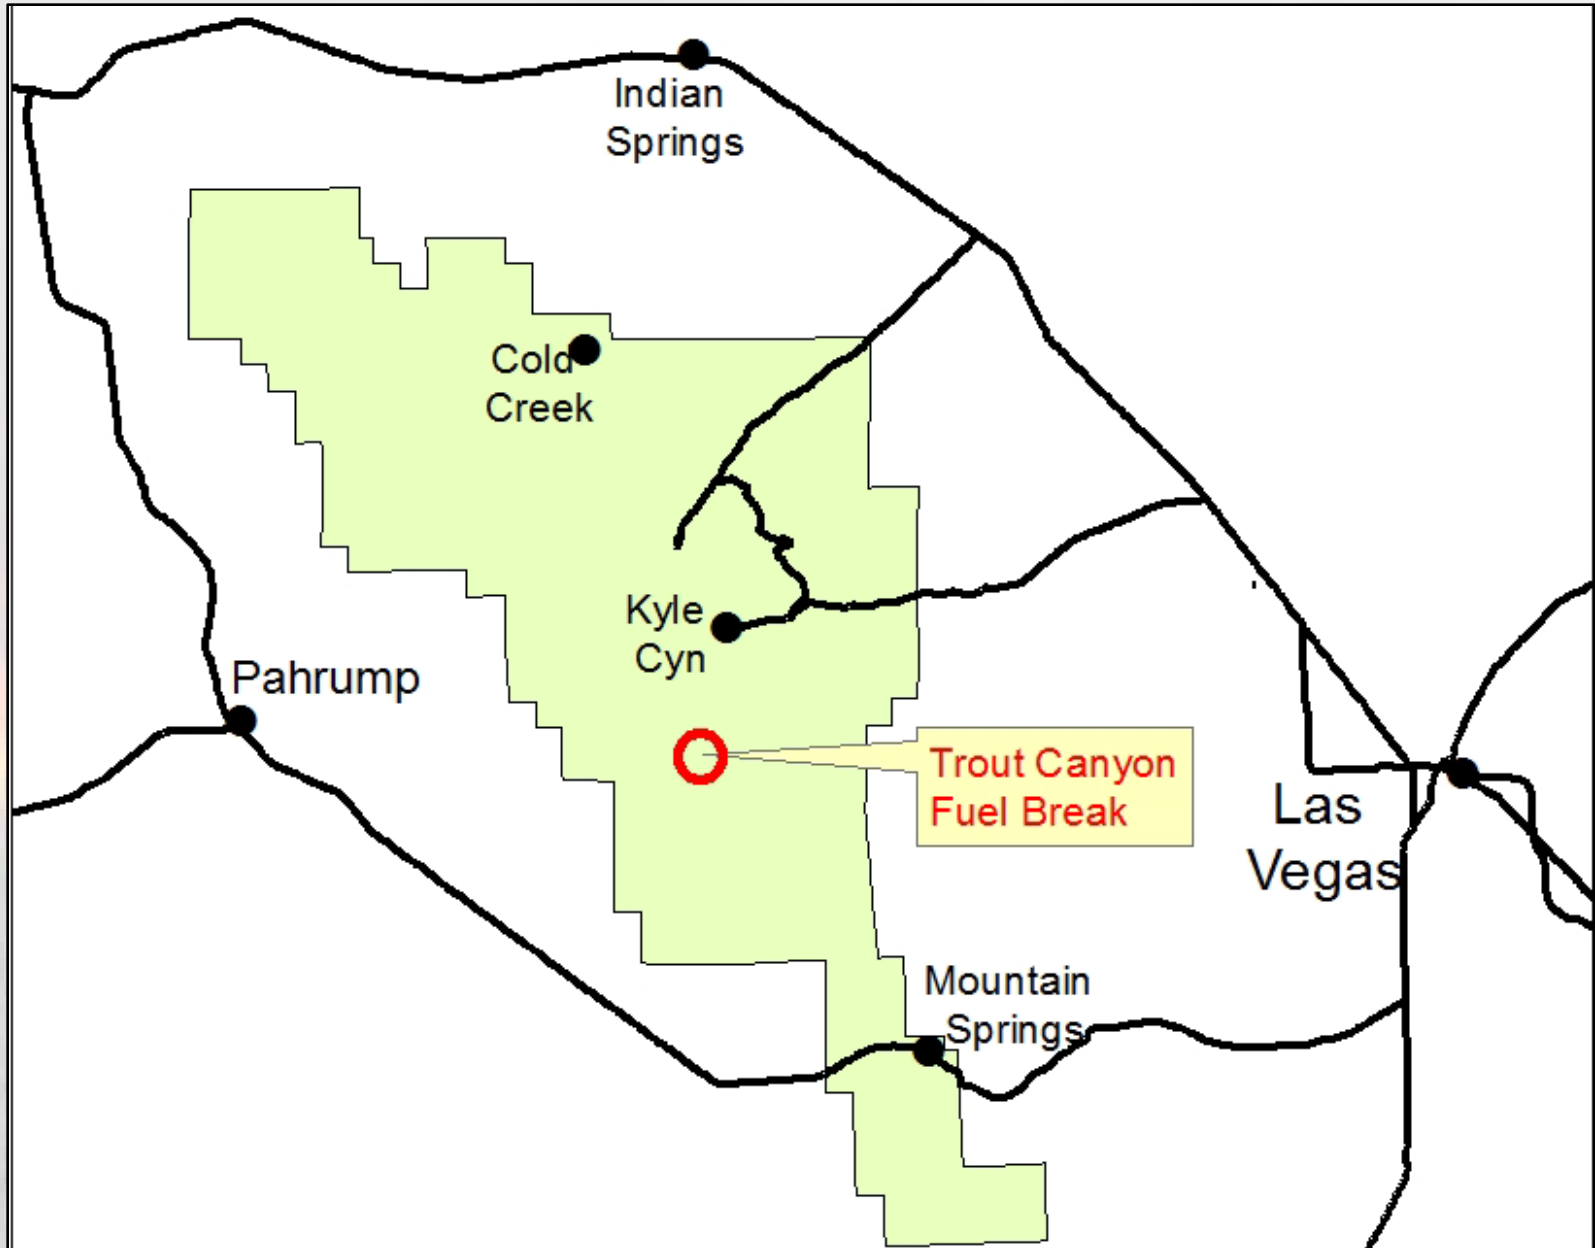 Indian
Springs
Cold
Creek
Kyle
Cyn
Pahrump
Trout Canyon
Fuel Break
Las
Vegas
Mountain
Springs